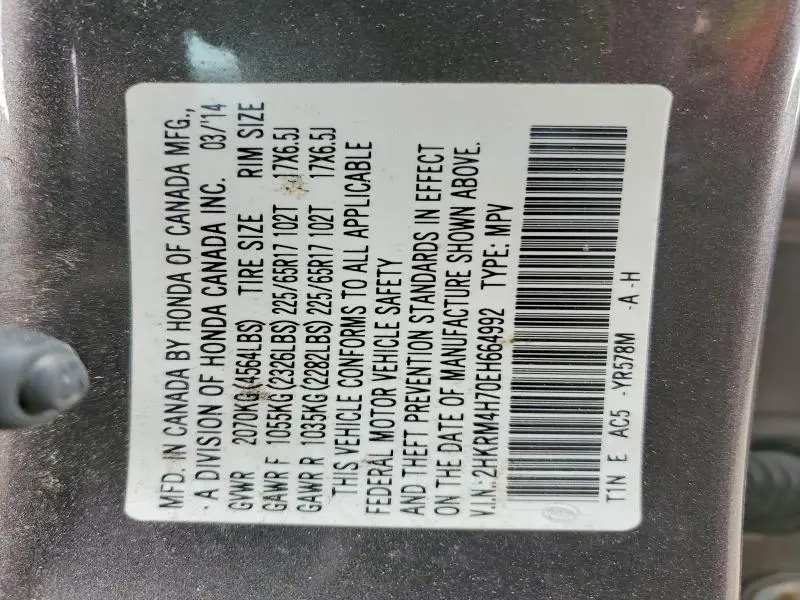 MFD. IN CANADA BY HONDA OF CANADA MFG.,
A DIVISION OF HONDA CANADA INC. 03/'14
GVWR 2070KG(4564LBS) TIRE SIZE RIM SIZE
GAWR F 1055KG(2326LBS) 225/65R17 102T 17X6.5J
GAWR R 1035KG(2282LBS) 225/65R17 102T 17X6.5J
THIS VEHICLE CONFORMS TO ALL APPLICABLE
FEDERAL MOTOR VEHICLE SAFETY
AND THEFT PREVENTION STANDARDS IN EFFECT
ON THE DATE OF MANUFACTURE SHOWN ABOVE.
V.I.N.:2HKRM4H70EH664992 TYPE: MPV
T1N E AC5 -YR578M -A -H